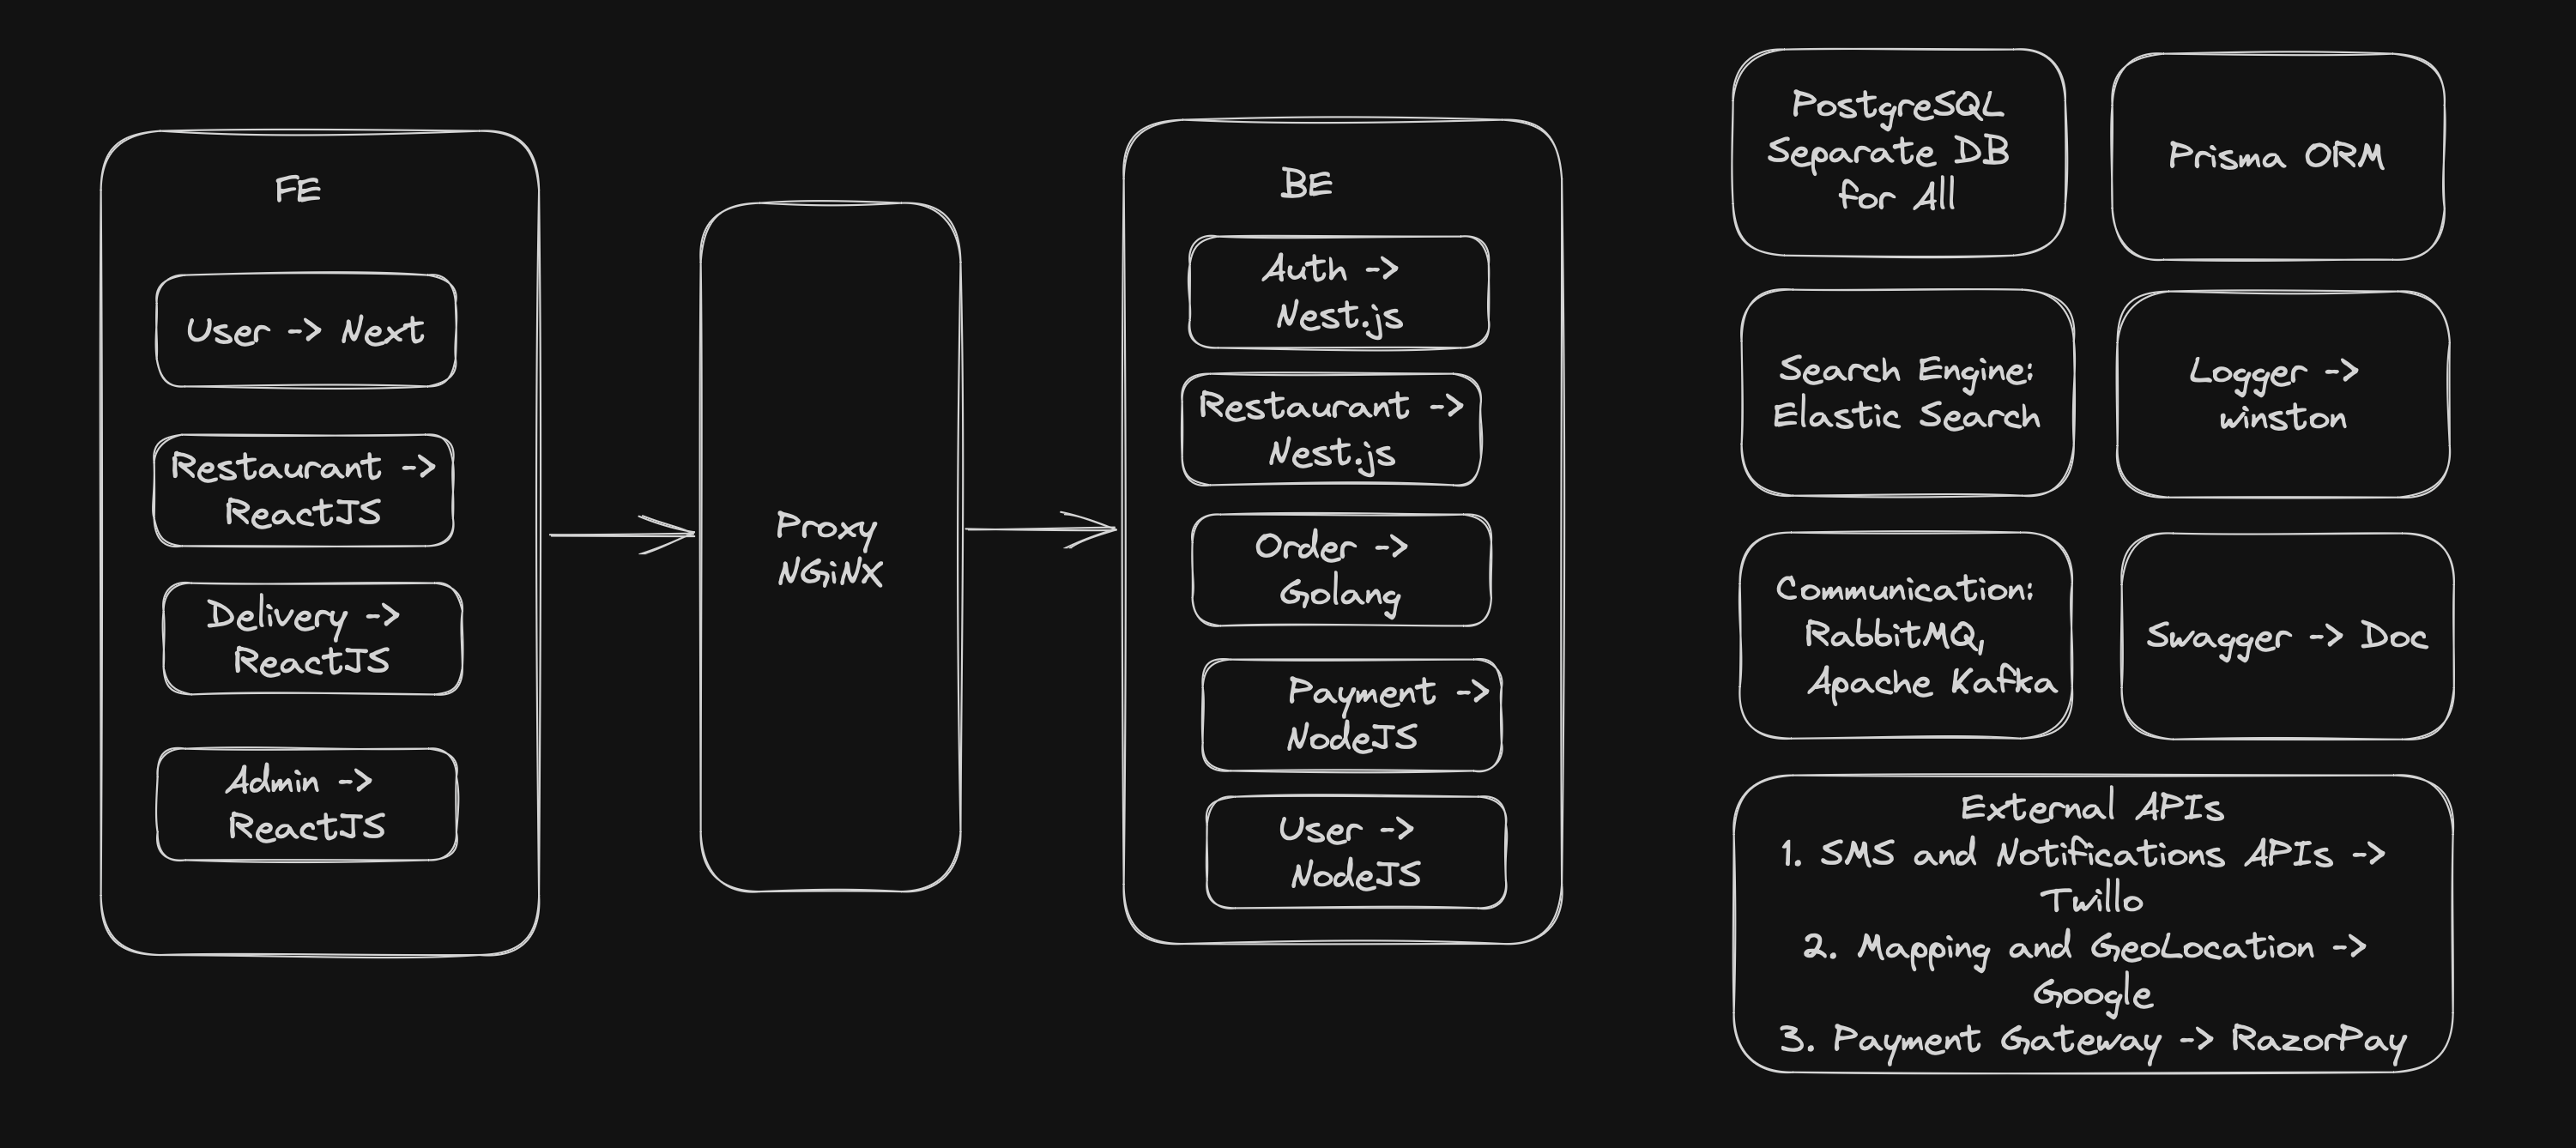 FE
User -> Next
Restaurant ->
ReactJS
Delivery ->
ReactJS
Admin ->
ReactJS
Proxy
NGiNX
BE
Auth ->
Nest.js
Restaurant ->
Nest.js
Order ->
Golang
Payment ->
NodeJS
User ->
NodeJS
PostgreSQL
Separate DB
for All
Prisma ORM
Search Engine:
Elastic Search
Logger ->
winston
Communication:
RabbitMQ,
Apache Kafka
Swagger -> Doc
External APIs
1. SMS and Notifications APIs ->
Twillo
2. Mapping and GeoLocation ->
Google
3. Payment Gateway -> RazorPay